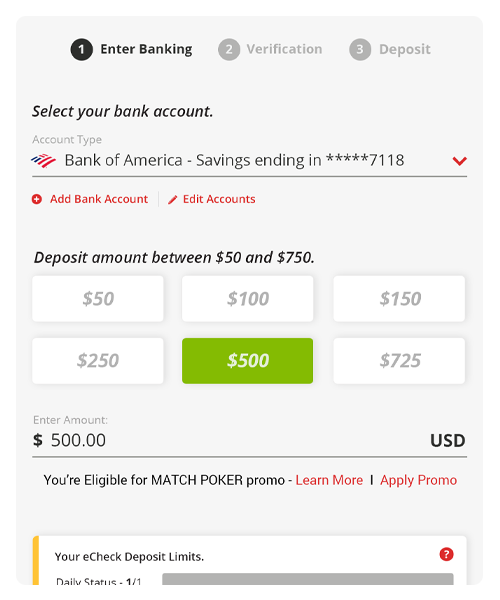 1 Enter Banking 2 Verification 3 Deposit
Select your bank account.
Account Type
Bank of America - Savings ending in *****7118
Add Bank Account Edit Accounts
Deposit amount between $50 and $750.
$50 $100 $150
$250 $500 $725
Enter Amount:
$ 500.00 USD
You're Eligible for MATCH POKER promo - Learn More I Apply Promo
Your eCheck Deposit Limits. ?
Daily Status - 1/1